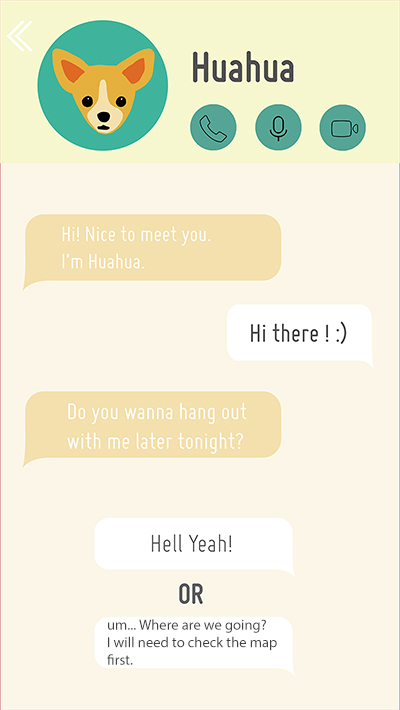 Huahua
Hi! Nice to meet you.
I'm Huahua.
Hi there ! :)
Do you wanna hang out
with me later tonight?
Hell Yeah!
OR
um... Where are we going?
I will need to check the map
first.